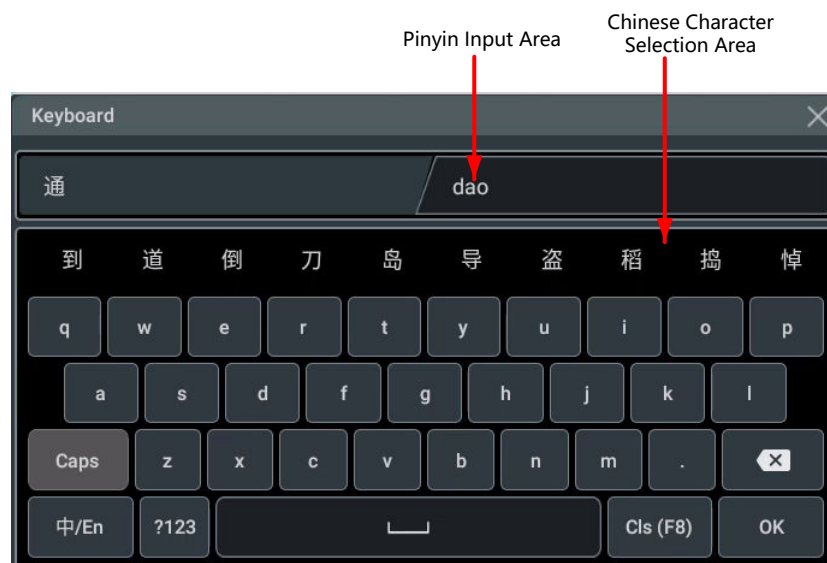 Pinyin Input Area
Chinese Character
Selection Area
Keyboard
通 dao
到 道 倒 刀 岛 导 盗 稻 捣 悼
q w e r t y u i o p
a s d f g h j k l
Caps z x c v b n m .
中/En ?123 Cls (F8) OK